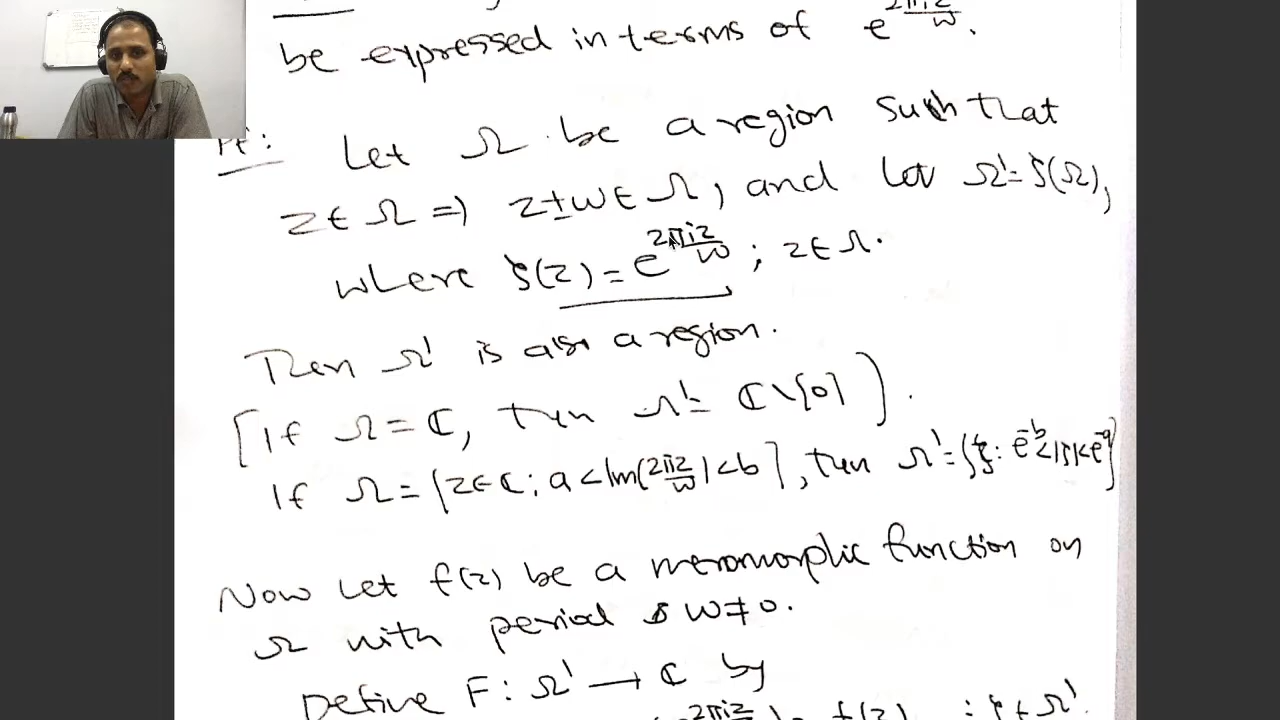 be expressed in terms of e^{2πiz/w}.
Pf: Let Ω be a region such that
z ∈ Ω ⇒ z±w ∈ Ω, and let Ω' = ζ(Ω),
where ζ(z) = e^{2πiz/w} ; z ∈ Ω.
Then Ω' is also a region.
[If Ω = ℂ, then Ω' = ℂ∖{0}].
If Ω = {z ∈ ℂ : a < Im(2πz/w) < b}, then Ω' = {ζ : e^{-b} < |ζ| < e^{-a}}
Now let f(z) be a meromorphic function on
Ω with period w ≠ 0.
Define F : Ω' → ℂ by
2πiz/w ) = f(z) ; ζ ∈ Ω'